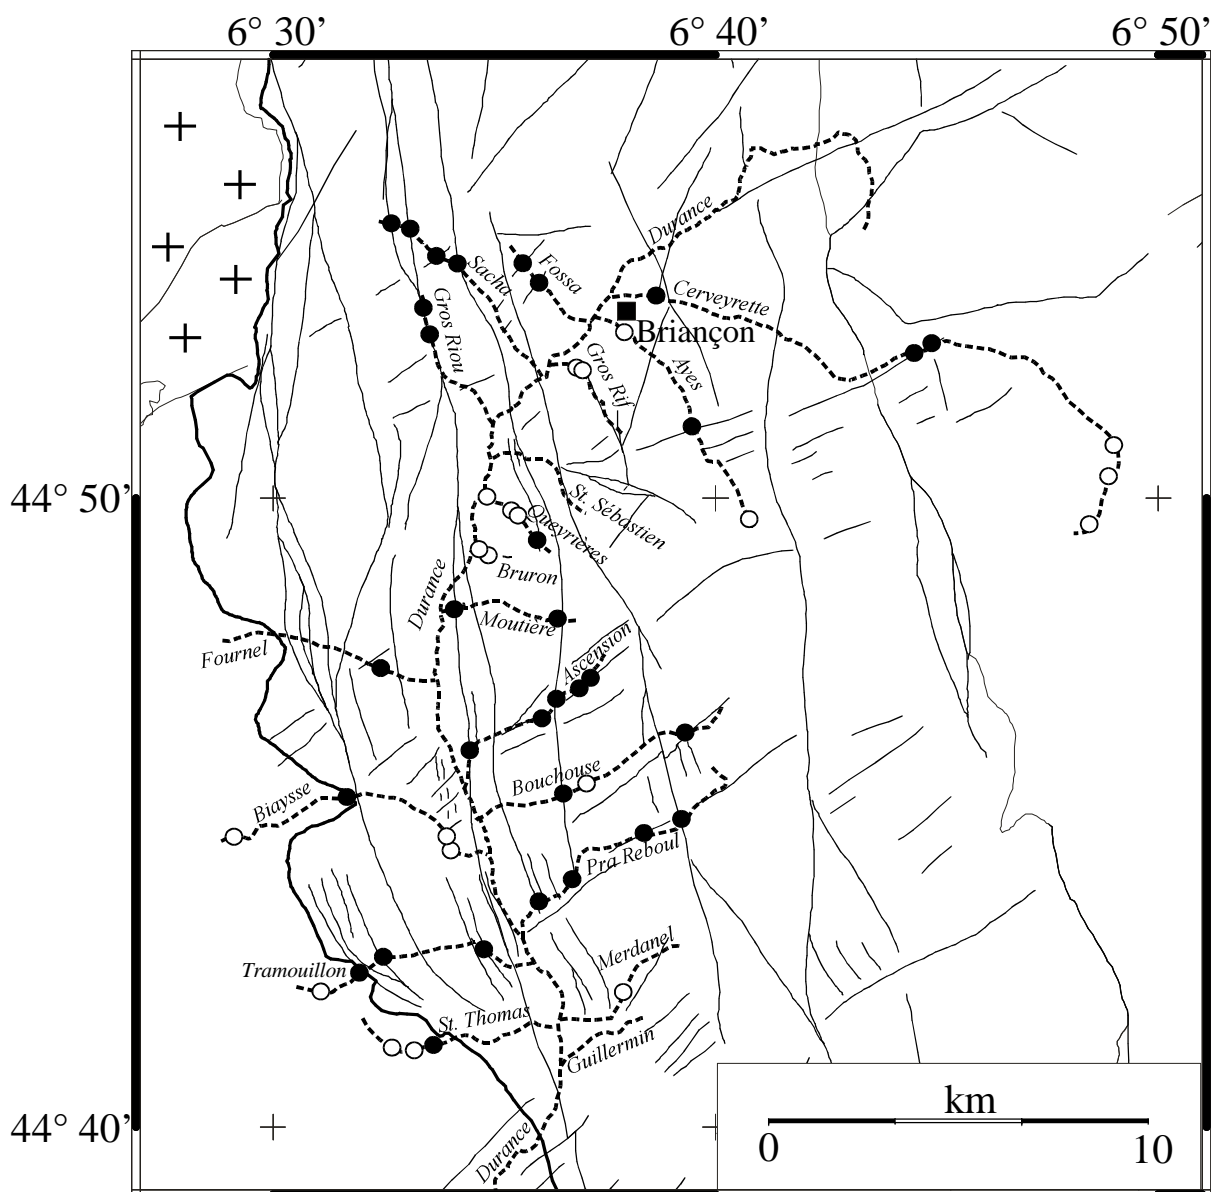 6° 30’
6° 40’
6° 50’
Durance
Sacha
Fossa
Cerveyrette
Gros Riou
Briançon
Gros Rif
Ayes
44° 50’
St. Sébastien
Queyrières
Bruron
Durance
Moutière
Fournel
Ascension
Bouchouse
Biaysse
Pra Reboul
Merdanel
Tramouillon
St. Thomas
Guillermin
km
0
10
44° 40’
Durance